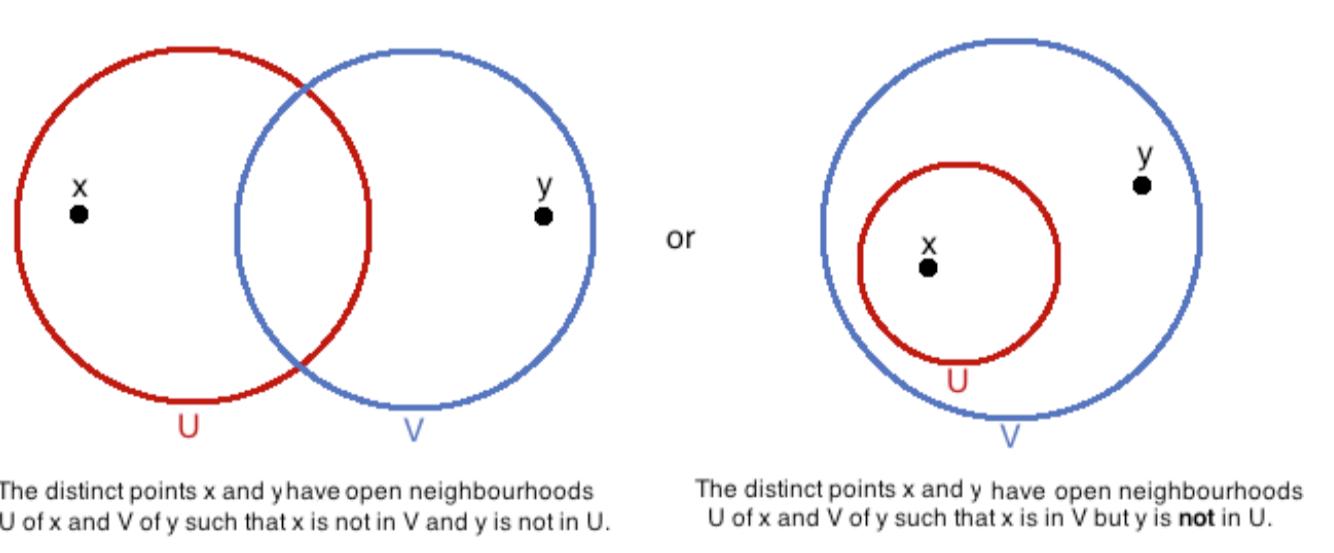 x
y
U
V
or
x
y
U
V
The distinct points x and y have open neighbourhoods
U of x and V of y such that x is not in V and y is not in U.
The distinct points x and y have open neighbourhoods
U of x and V of y such that x is in V but y is not in U.